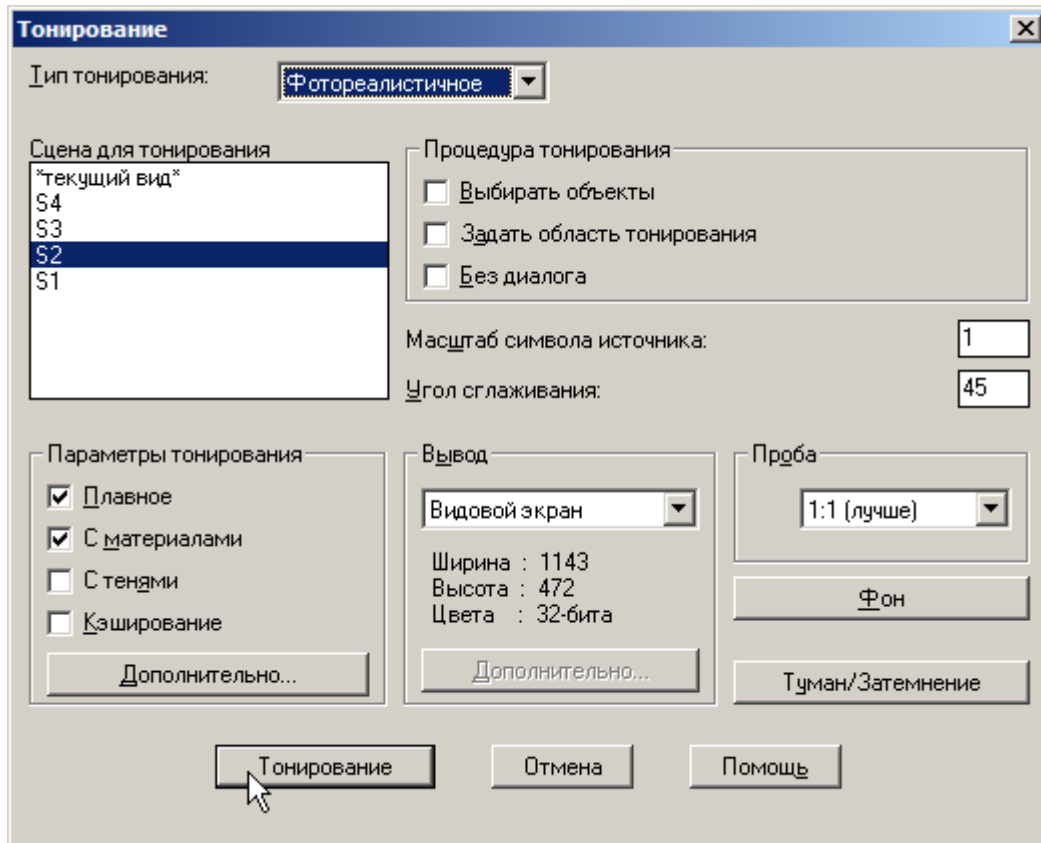 Тонирование
Тип тонирования: Фотореалистичное
Сцена для тонирования
*текущий вид*
S4
S3
S2
S1
Процедура тонирования
Выбирать объекты
Задать область тонирования
Без диалога
Масштаб символа источника: 1
Угол сглаживания: 45
Параметры тонирования
Плавное
С материалами
С тенями
Кэширование
Дополнительно...
Вывод
Видовой экран
Ширина : 1143
Высота : 472
Цвета : 32-бита
Дополнительно...
Проба
1:1 (лучше)
Фон
Туман/Затемнение
Тонирование
Отмена
Помощь